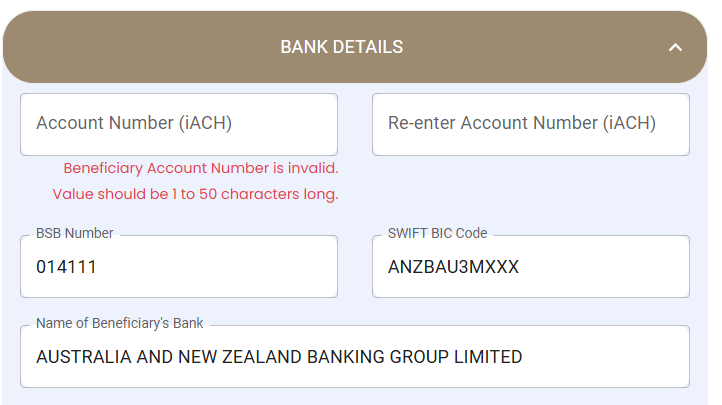 BANK DETAILS
Account Number (iACH)
Re-enter Account Number (iACH)
Beneficiary Account Number is invalid.
Value should be 1 to 50 characters long.
BSB Number
014111
SWIFT BIC Code
ANZBAU3MXXX
Name of Beneficiary's Bank
AUSTRALIA AND NEW ZEALAND BANKING GROUP LIMITED